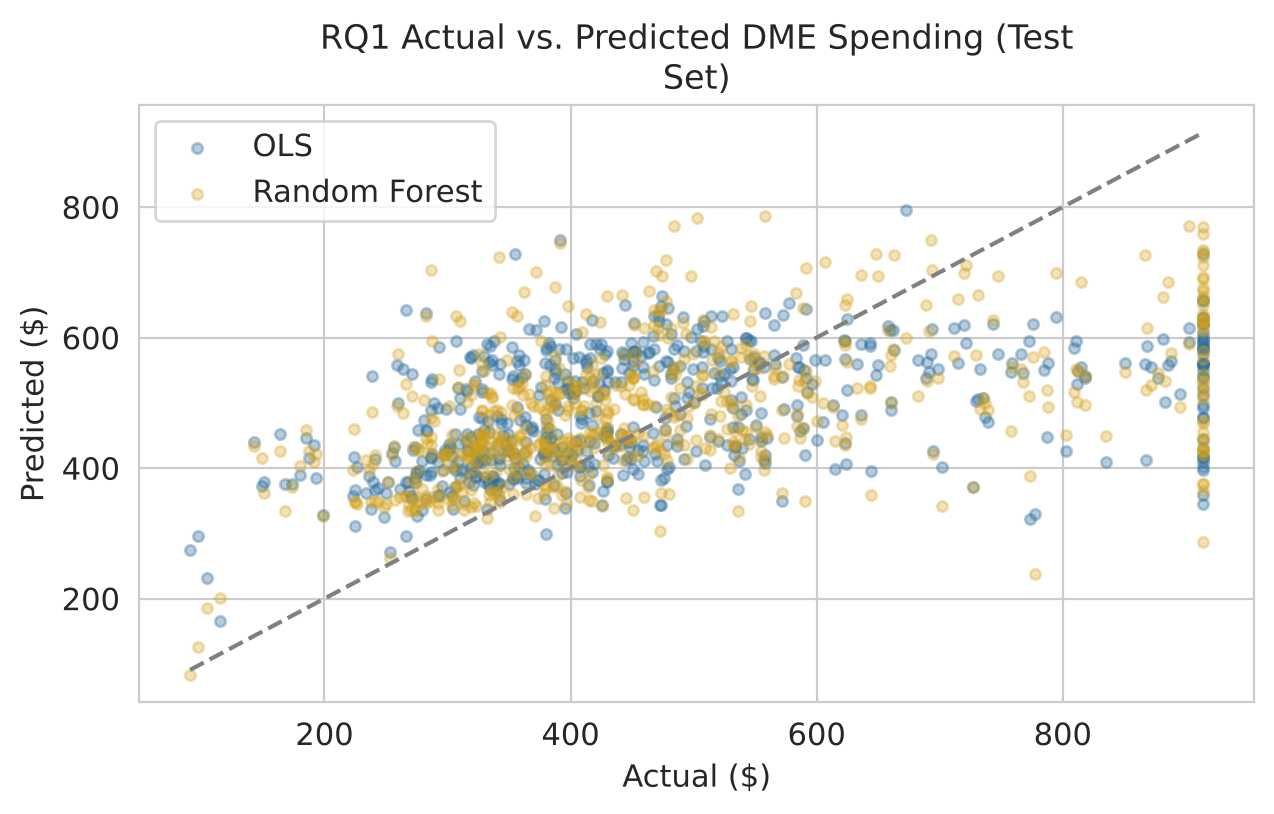 RQ1 Actual vs. Predicted DME Spending (Test
Set)
OLS
Random Forest
Predicted ($)
800
600
400
200
200 400 600 800
Actual ($)